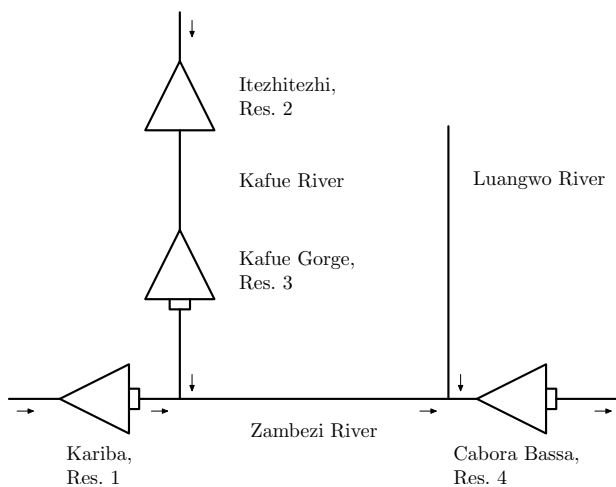 Itezhitezhi,
Res. 2
Kafue River
Luangwo River
Kafue Gorge,
Res. 3
Zambezi River
Kariba,
Res. 1
Cabora Bassa,
Res. 4